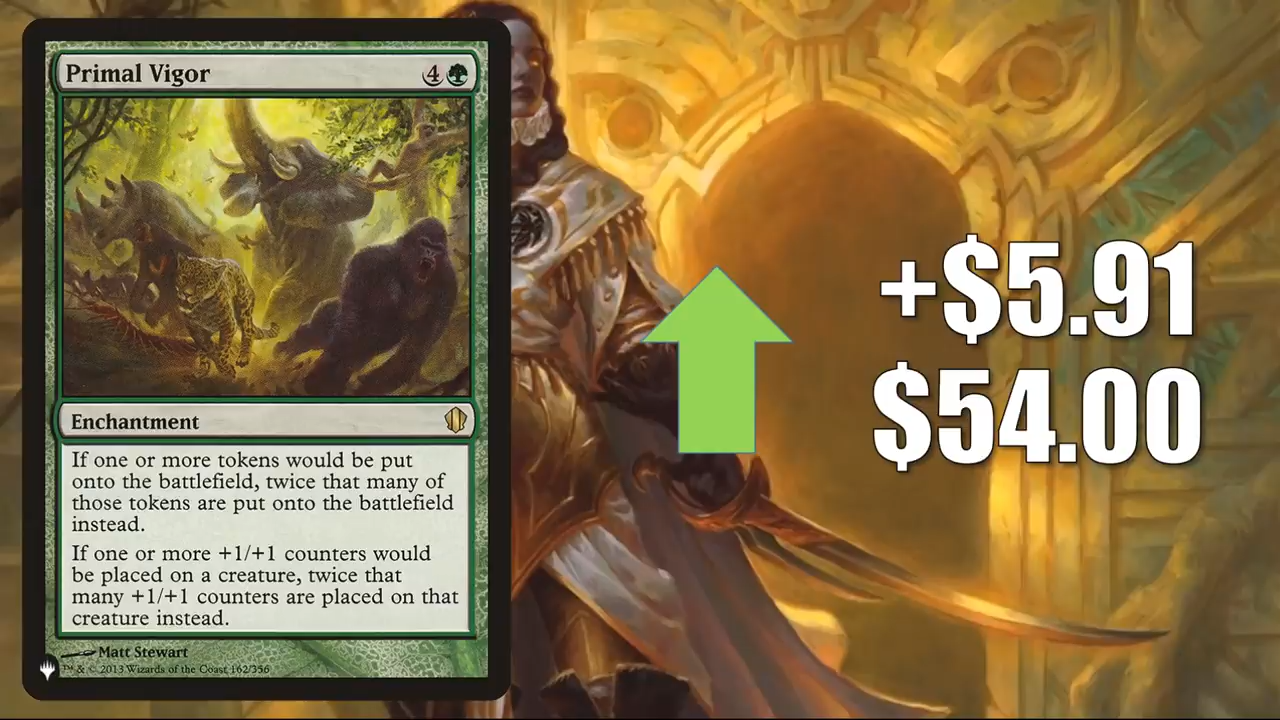 Primal Vigor
4
+$5.91
$54.00
Enchantment
If one or more tokens would be put
onto the battlefield, twice that many of
those tokens are put onto the battlefield
instead.
If one or more +1/+1 counters would
be placed on a creature, twice that
many +1/+1 counters are placed on that
creature instead.
Matt Stewart
™ & © 2013 Wizards of the Coast 162/356